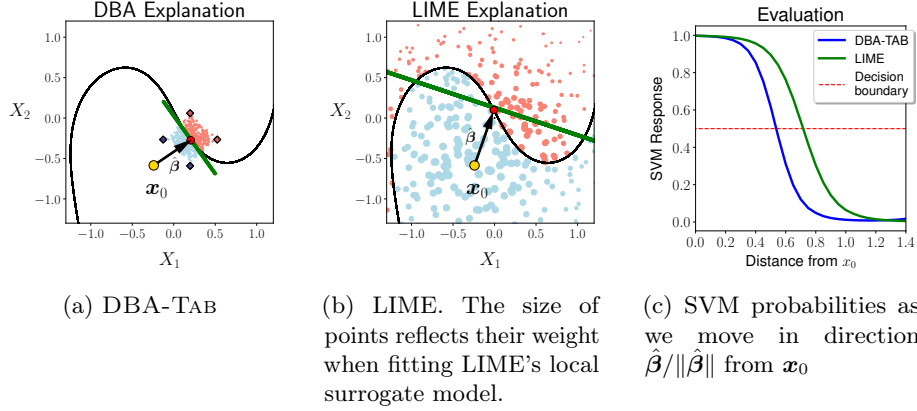 DBA Explanation
X₂
1.0
0.5
0.0
−0.5
−1.0
β̂
x₀
−1.0 −0.5 0.0 0.5 1.0
X₁
(a) DBA-TAB
LIME Explanation
X₂
1.0
0.5
0.0
−0.5
−1.0
β̂
x₀
−1.0 −0.5 0.0 0.5 1.0
X₁
(b) LIME. The size of
points reflects their weight
when fitting LIME's local
surrogate model.
Evaluation
SVM Response
1.0
0.8
0.6
0.4
0.2
0.0
DBA-TAB
LIME
Decision
boundary
0.0 0.2 0.4 0.6 0.8 1.0 1.2 1.4
Distance from x₀
(c) SVM probabilities as
we move in direction
β̂/‖β̂‖ from x₀